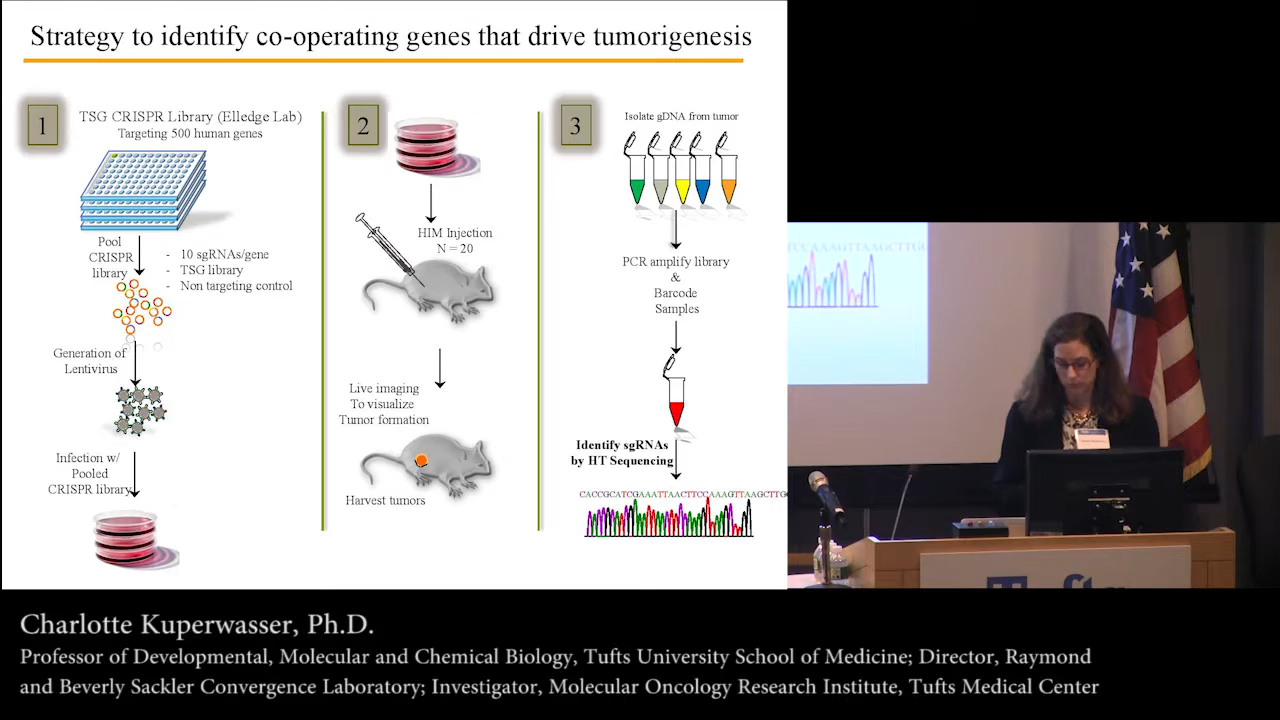 Strategy to identify co-operating genes that drive tumorigenesis
1
TSG CRISPR Library (Elledge Lab)
Targeting 500 human genes
Pool
CRISPR
library
- 10 sgRNAs/gene
- TSG library
- Non targeting control
Generation of
Lentivirus
Infection w/
Pooled
CRISPR library
2
HIM Injection
N = 20
Live imaging
To visualize
Tumor formation
Harvest tumors
3
Isolate gDNA from tumor
PCR amplify library
&
Barcode
Samples
Identify sgRNAs
by HT Sequencing
CACCGCATCGAAATTAACTTCCAAAGTTAAGCTTG
Tufts
Charlotte Kuperwasser, Ph.D.
Professor of Developmental, Molecular and Chemical Biology, Tufts University School of Medicine; Director, Raymond
and Beverly Sackler Convergence Laboratory; Investigator, Molecular Oncology Research Institute, Tufts Medical Center